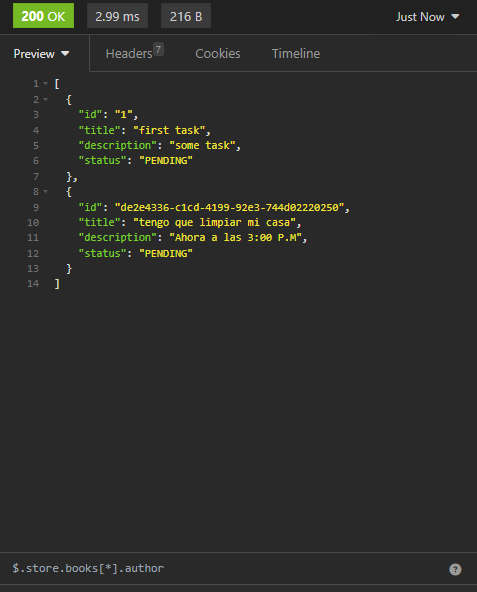 200 OK 2.99 ms 216 B Just Now
Preview Headers 7 Cookies Timeline
1 [
2 {
3 "id": "1",
4 "title": "first task",
5 "description": "some task",
6 "status": "PENDING"
7 },
8 {
9 "id": "de2e4336-c1cd-4199-92e3-744d02220250",
10 "title": "tengo que limpiar mi casa",
11 "description": "Ahora a las 3:00 P.M",
12 "status": "PENDING"
13 }
14 ]
$.store.books[*].author ?